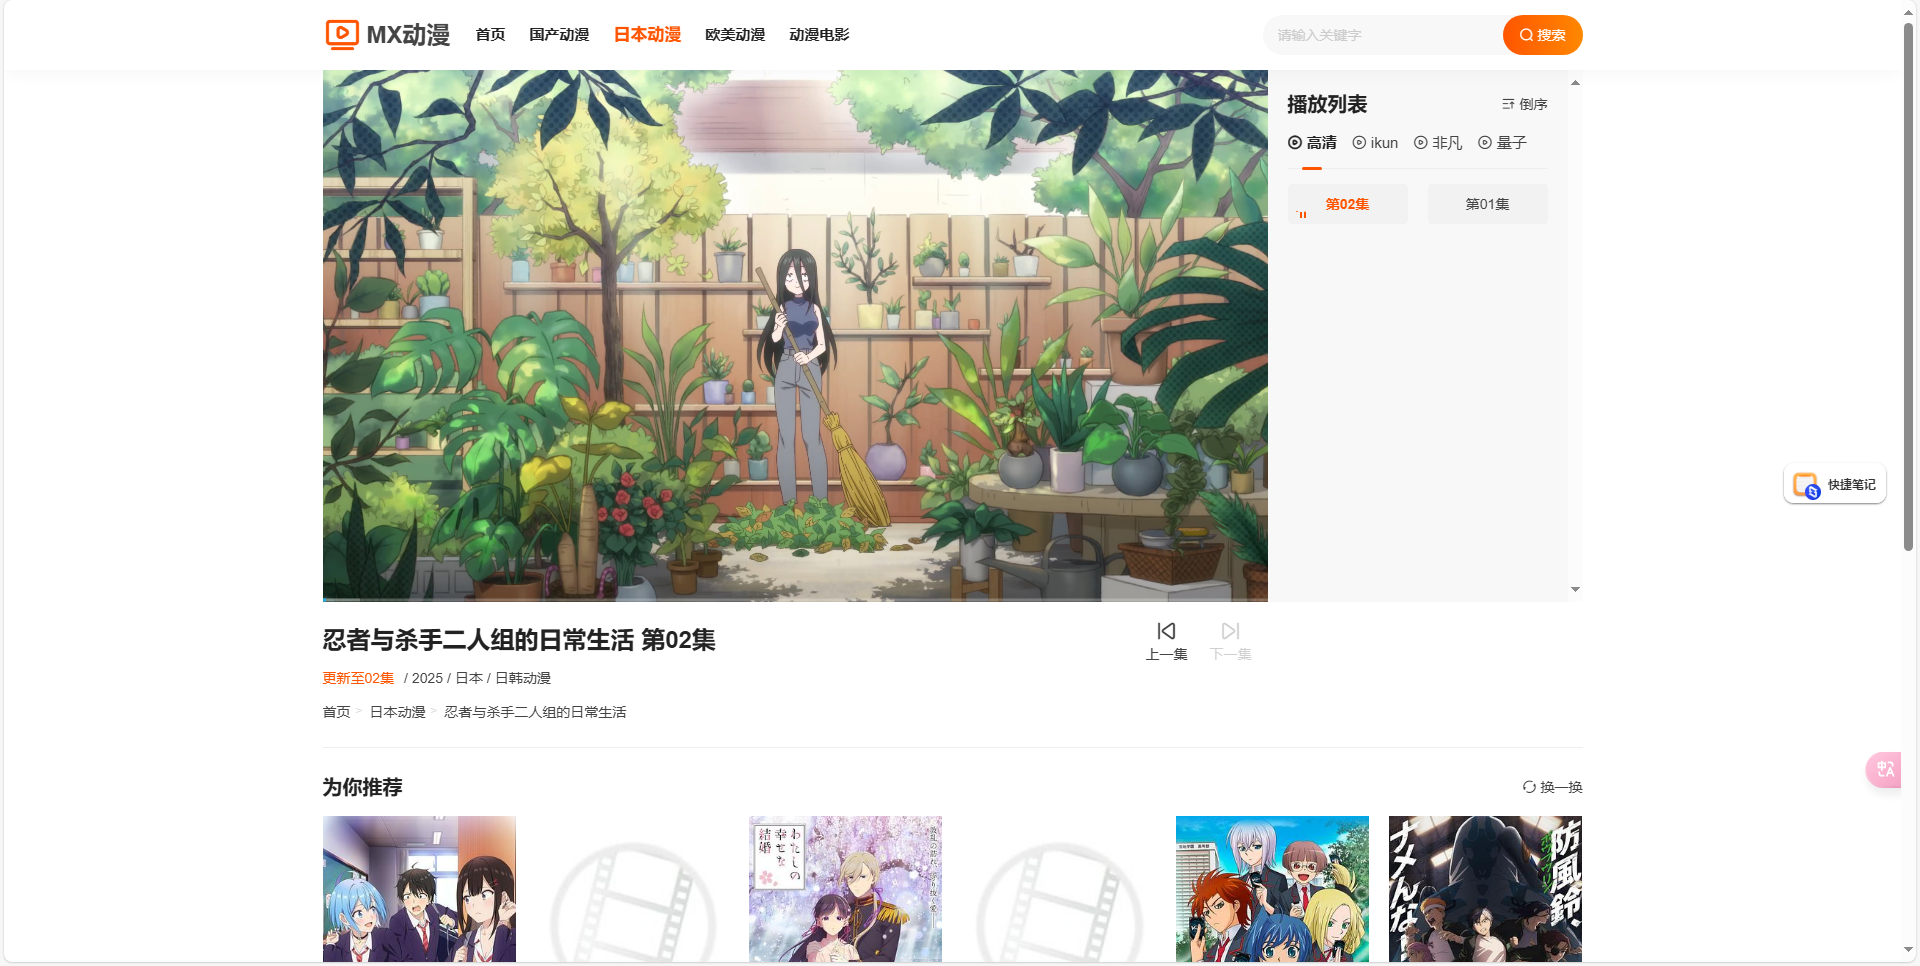 MX动漫 首页 国产动漫 日本动漫 欧美动漫 动漫电影 请输入关键字 搜索
播放列表 倒序
高清 ikun 非凡 量子
第02集 第01集
快捷笔记
忍者与杀手二人组的日常生活 第02集
上一集 下一集
更新至02集 / 2025 / 日本 / 日韩动漫
首页 > 日本动漫 > 忍者与杀手二人组的日常生活
为你推荐 换一换
わたしの
幸せな
結婚
防風鈴、
ナメんな